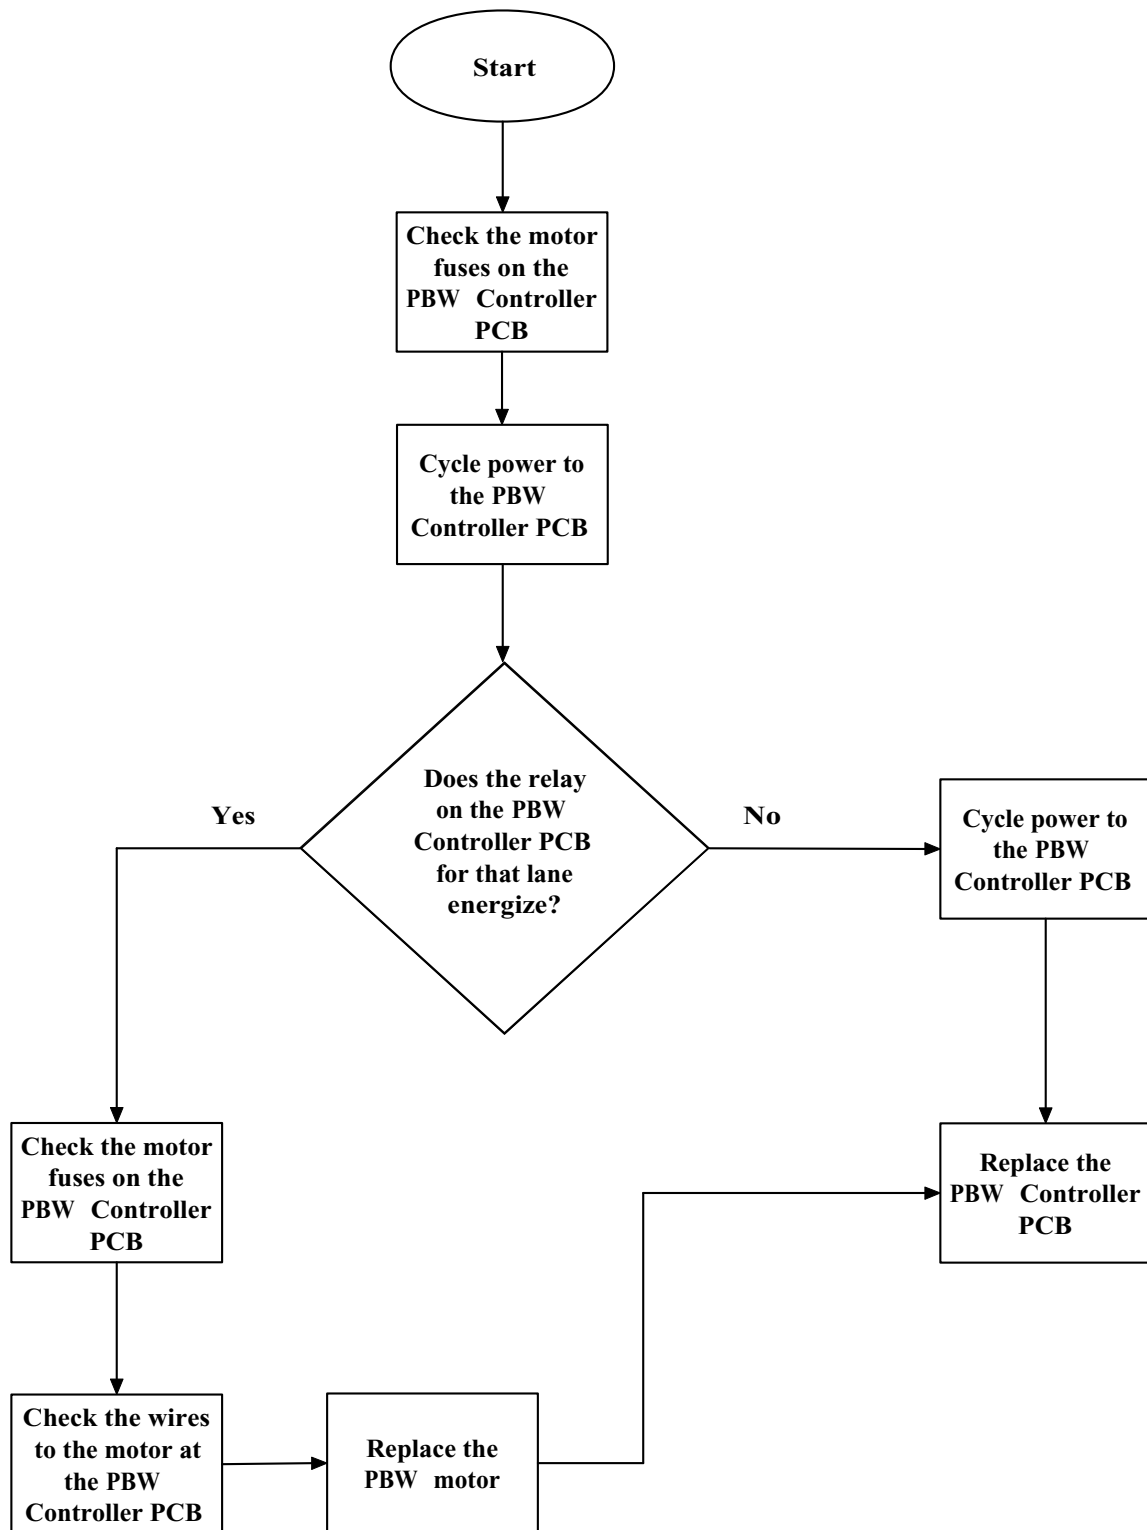 Start
Check the motor
fuses on the
PBW Controller
PCB
Cycle power to
the PBW
Controller PCB
Does the relay
on the PBW
Controller PCB
for that lane
energize?
Yes
No
Cycle power to
the PBW
Controller PCB
Check the motor
fuses on the
PBW Controller
PCB
Replace the
PBW Controller
PCB
Check the wires
to the motor at
the PBW
Controller PCB
Replace the
PBW motor